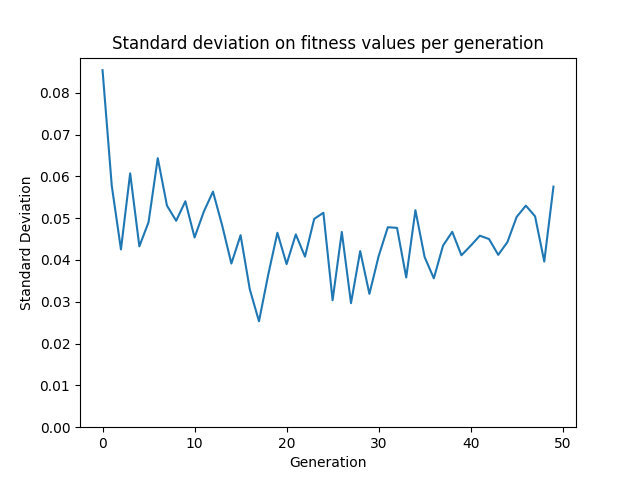 Standard deviation on fitness values per generation
Standard Deviation
0.08
0.07
0.06
0.05
0.04
0.03
0.02
0.01
0.00
0 10 20 30 40 50
Generation